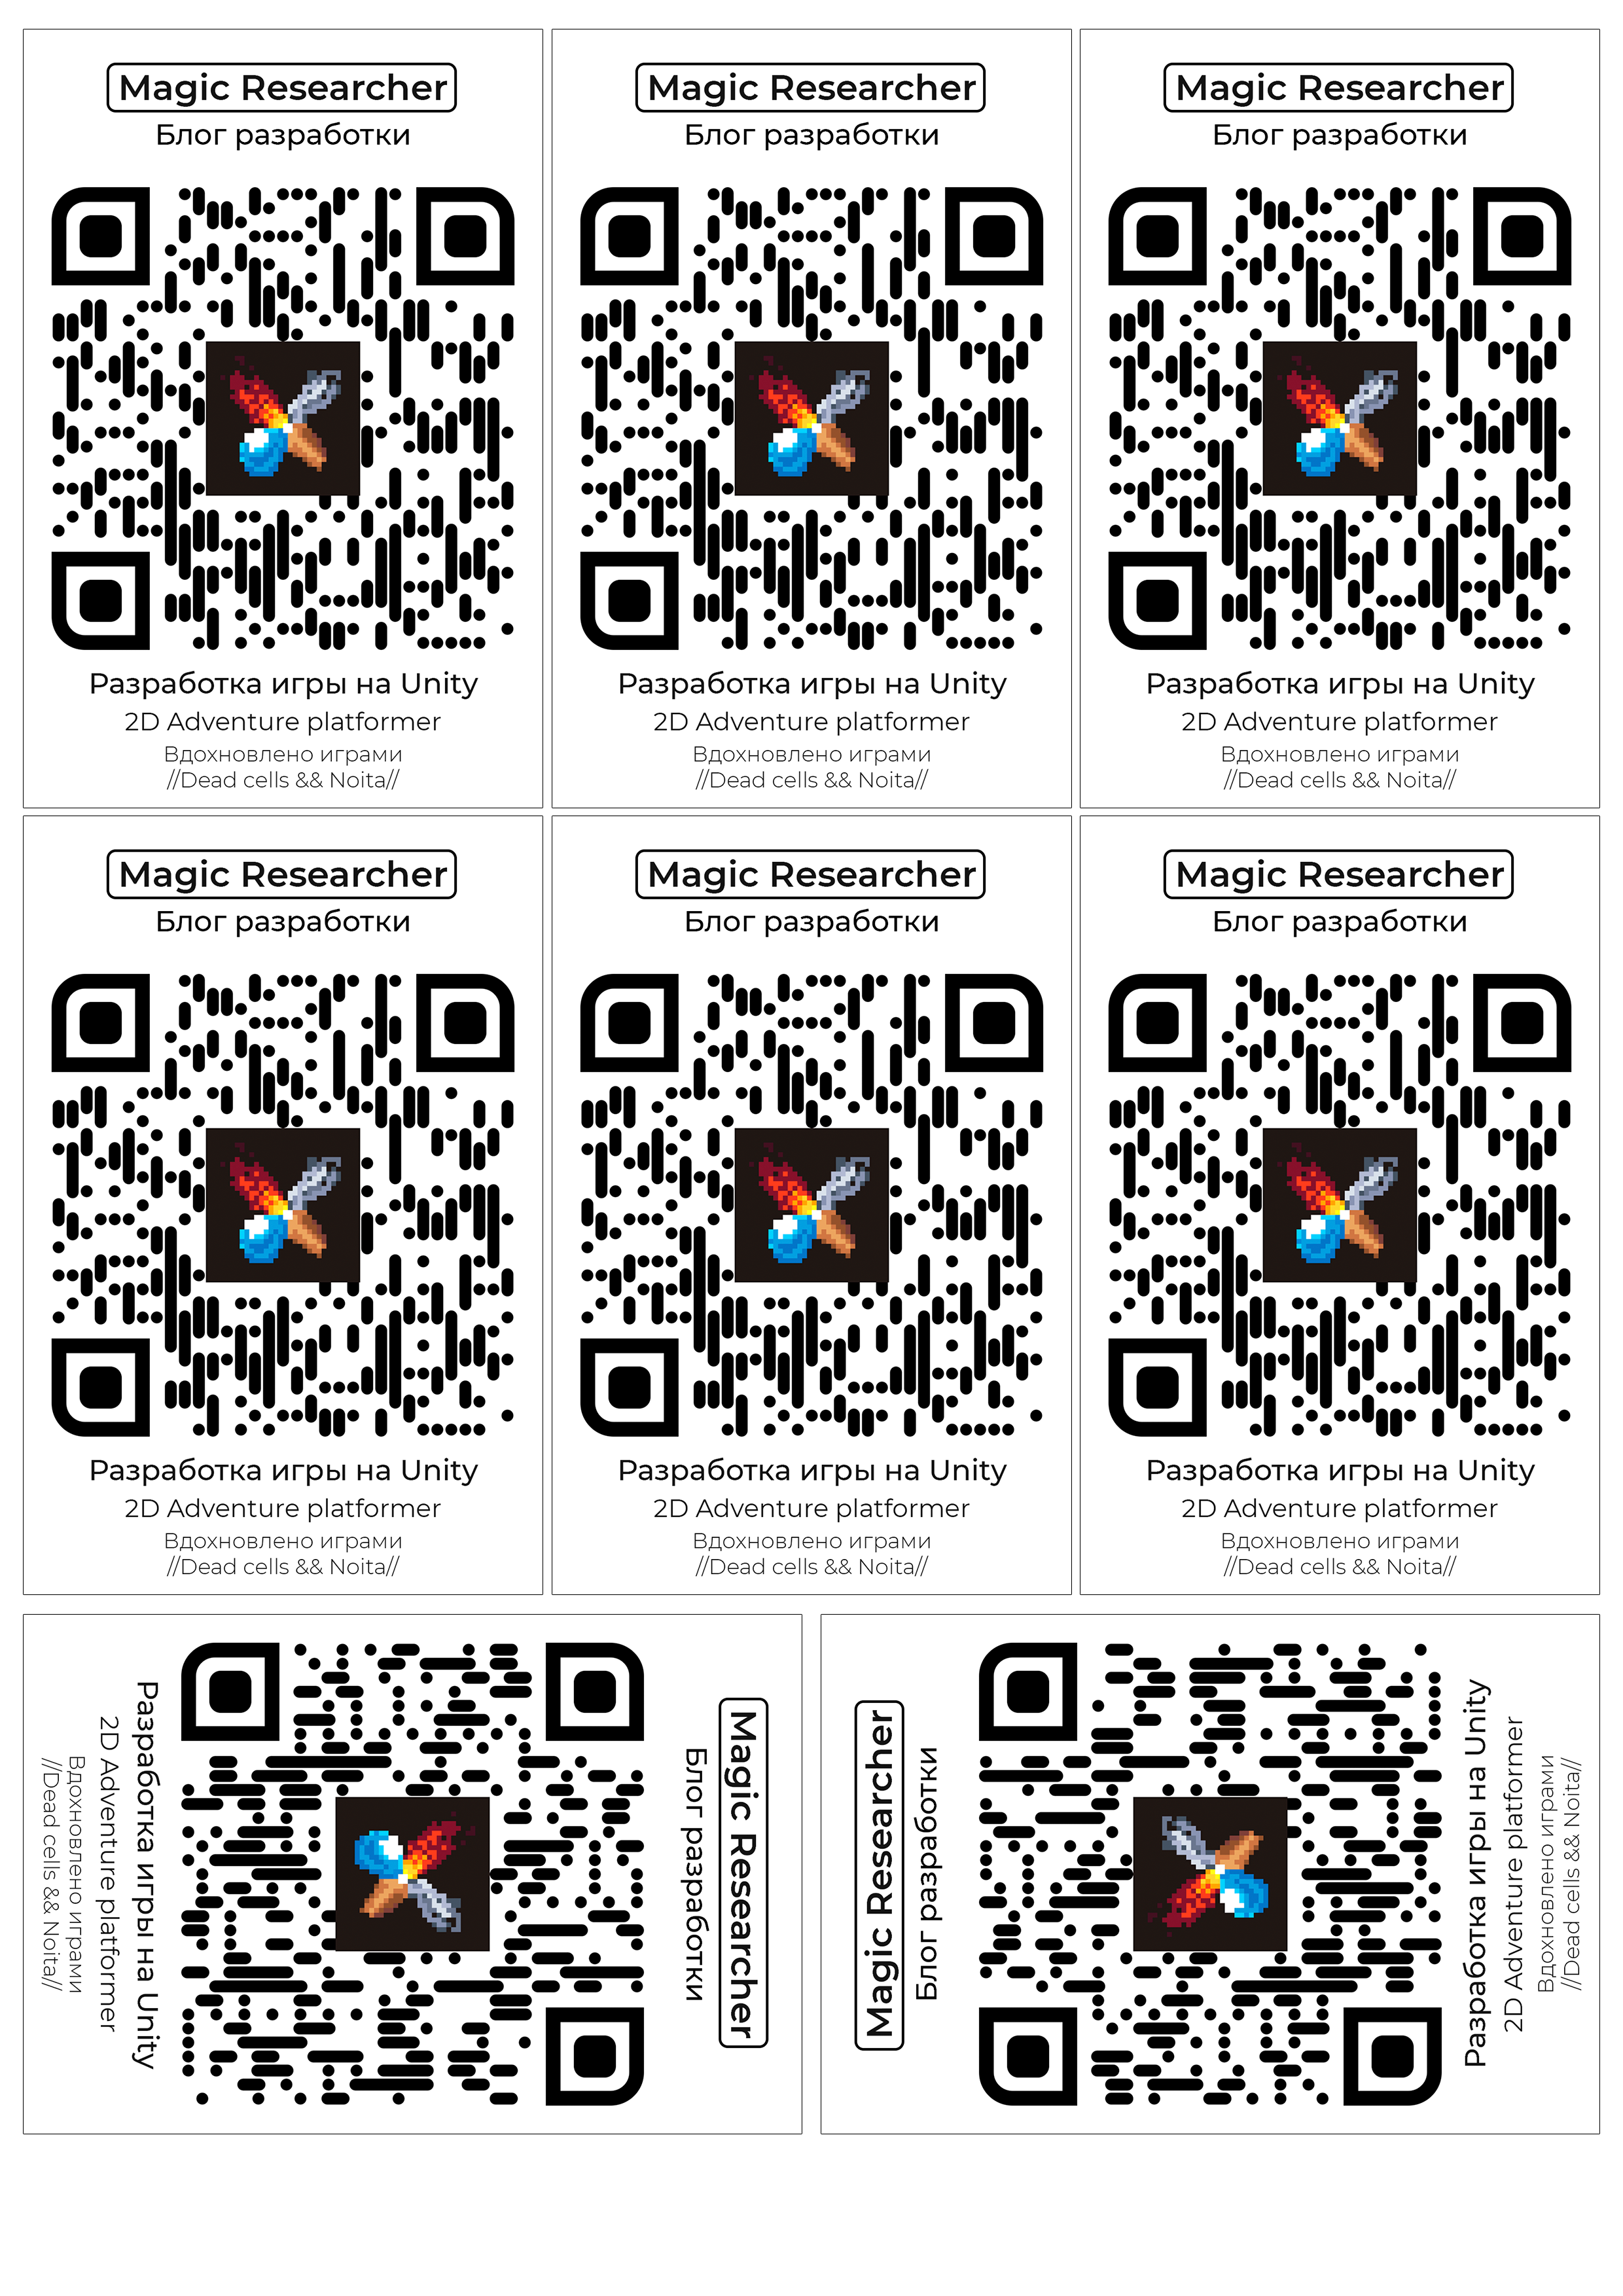 Magic Researcher
Блог разработки
Разработка игры на Unity
2D Adventure platformer
Вдохновлено играми
//Dead cells && Noita//
Magic Researcher
Блог разработки
Разработка игры на Unity
2D Adventure platformer
Вдохновлено играми
//Dead cells && Noita//
Magic Researcher
Блог разработки
Разработка игры на Unity
2D Adventure platformer
Вдохновлено играми
//Dead cells && Noita//
Magic Researcher
Блог разработки
Разработка игры на Unity
2D Adventure platformer
Вдохновлено играми
//Dead cells && Noita//
Magic Researcher
Блог разработки
Разработка игры на Unity
2D Adventure platformer
Вдохновлено играми
//Dead cells && Noita//
Magic Researcher
Блог разработки
Разработка игры на Unity
2D Adventure platformer
Вдохновлено играми
//Dead cells && Noita//
Magic Researcher
Блог разработки
Разработка игры на Unity
2D Adventure platformer
Вдохновлено играми
//Dead cells && Noita//
Magic Researcher
Блог разработки
Разработка игры на Unity
2D Adventure platformer
Вдохновлено играми
//Dead cells && Noita//